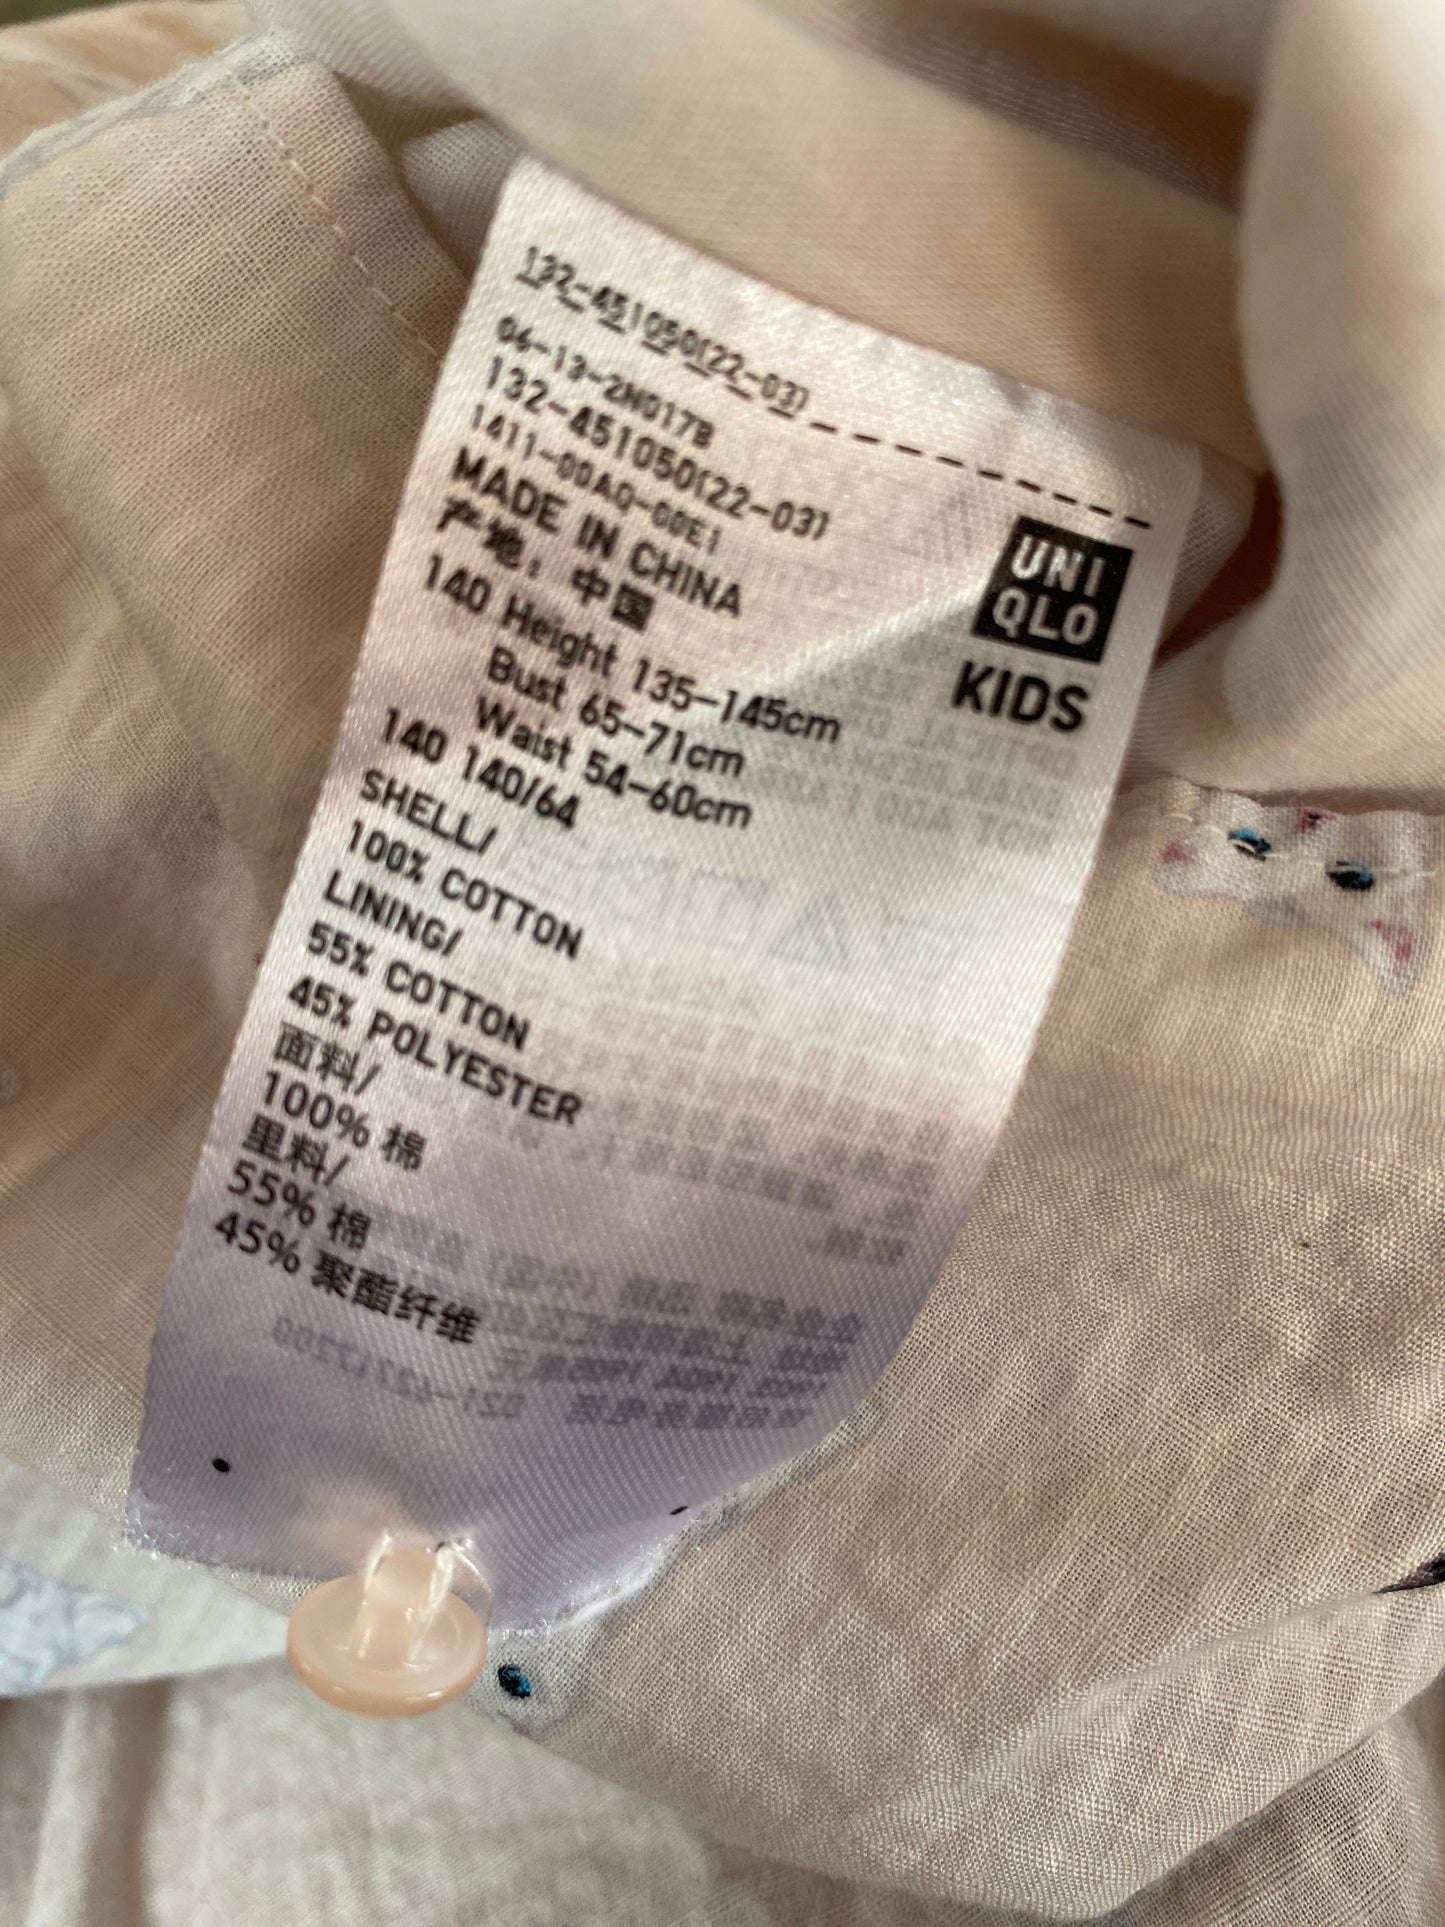 132-451050(22-03)
06-13-2N017B
132-451050(22-03)
1411-00AQ-00E1
MADE IN CHINA
产地：中国
UNI
QLO
KIDS
140 Height 135-145cm
Bust 65-71cm
Waist 54-60cm
140 140/64
SHELL/
100% COTTON
LINING/
55% COTTON
45% POLYESTER
面料/
100% 棉
里料/
55% 棉
45% 聚酯纤维